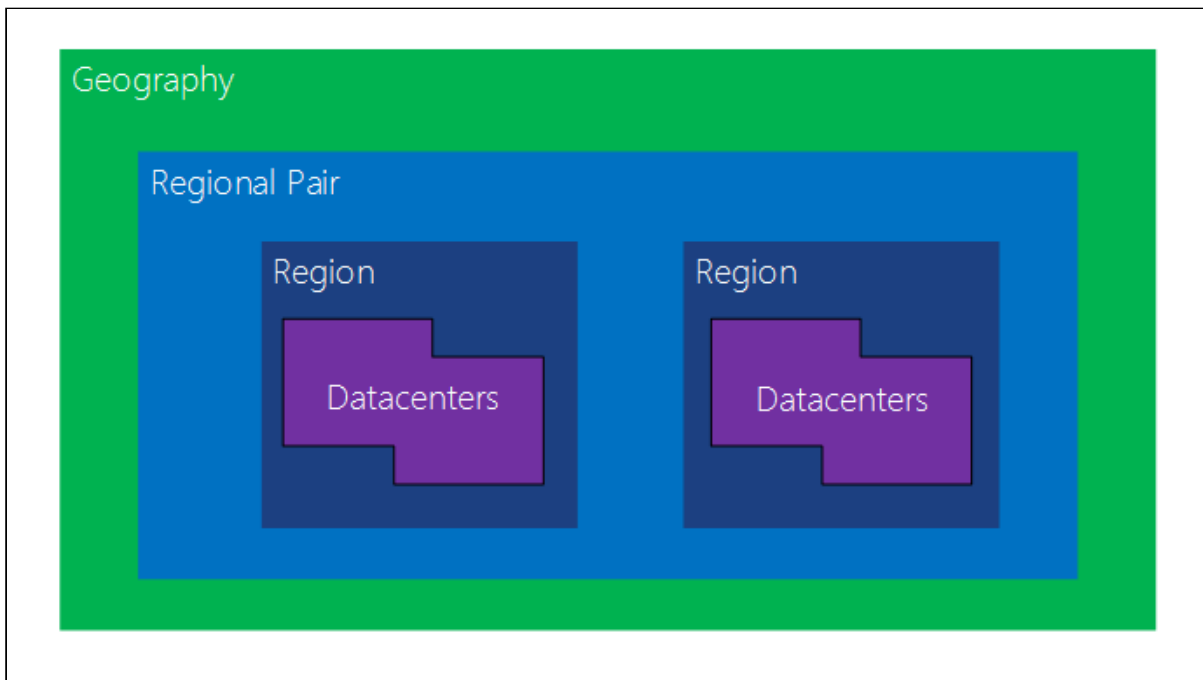 Geography
Regional Pair
Region
Region
Datacenters
Datacenters